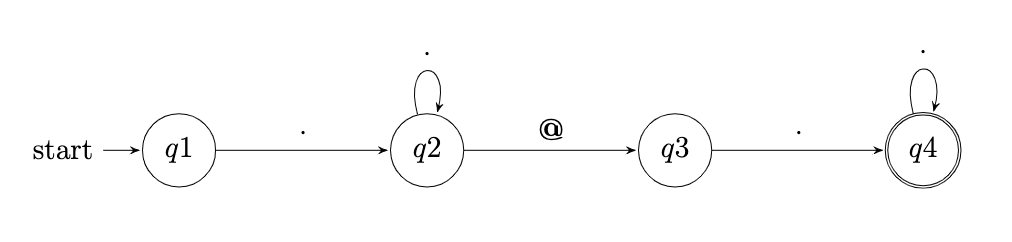 . .
. @ .
start q1 q2 q3 q4